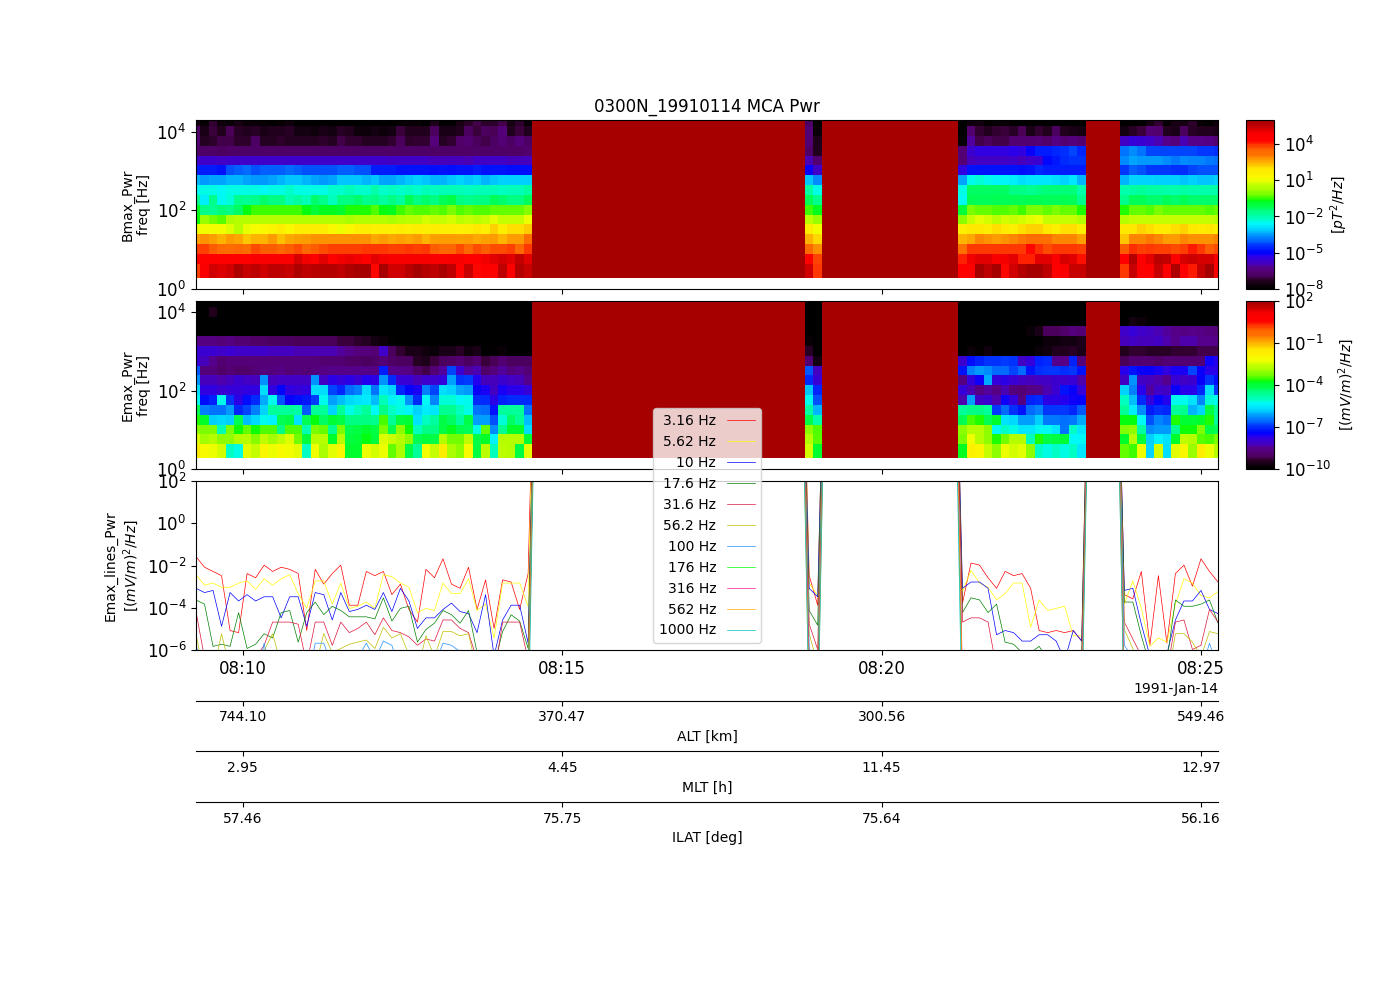 0300N_19910114 MCA Pwr
Bmax_Pwr
freq [Hz]
10^4
10^2
10^0
10^4
10^1
10^-2
10^-5
10^-8
[pT^2/Hz]
Emax_Pwr
freq [Hz]
10^4
10^2
10^0
10^2
10^-1
10^-4
10^-7
10^-10
[(mV/m)^2/Hz]
Emax_lines_Pwr
[(mV/m)^2/Hz]
10^2
10^0
10^-2
10^-4
10^-6
3.16 Hz
5.62 Hz
10 Hz
17.6 Hz
31.6 Hz
56.2 Hz
100 Hz
176 Hz
316 Hz
562 Hz
1000 Hz
08:10 08:15 08:20 08:25
1991-Jan-14
744.10 370.47 300.56 549.46
ALT [km]
2.95 4.45 11.45 12.97
MLT [h]
57.46 75.75 75.64 56.16
ILAT [deg]